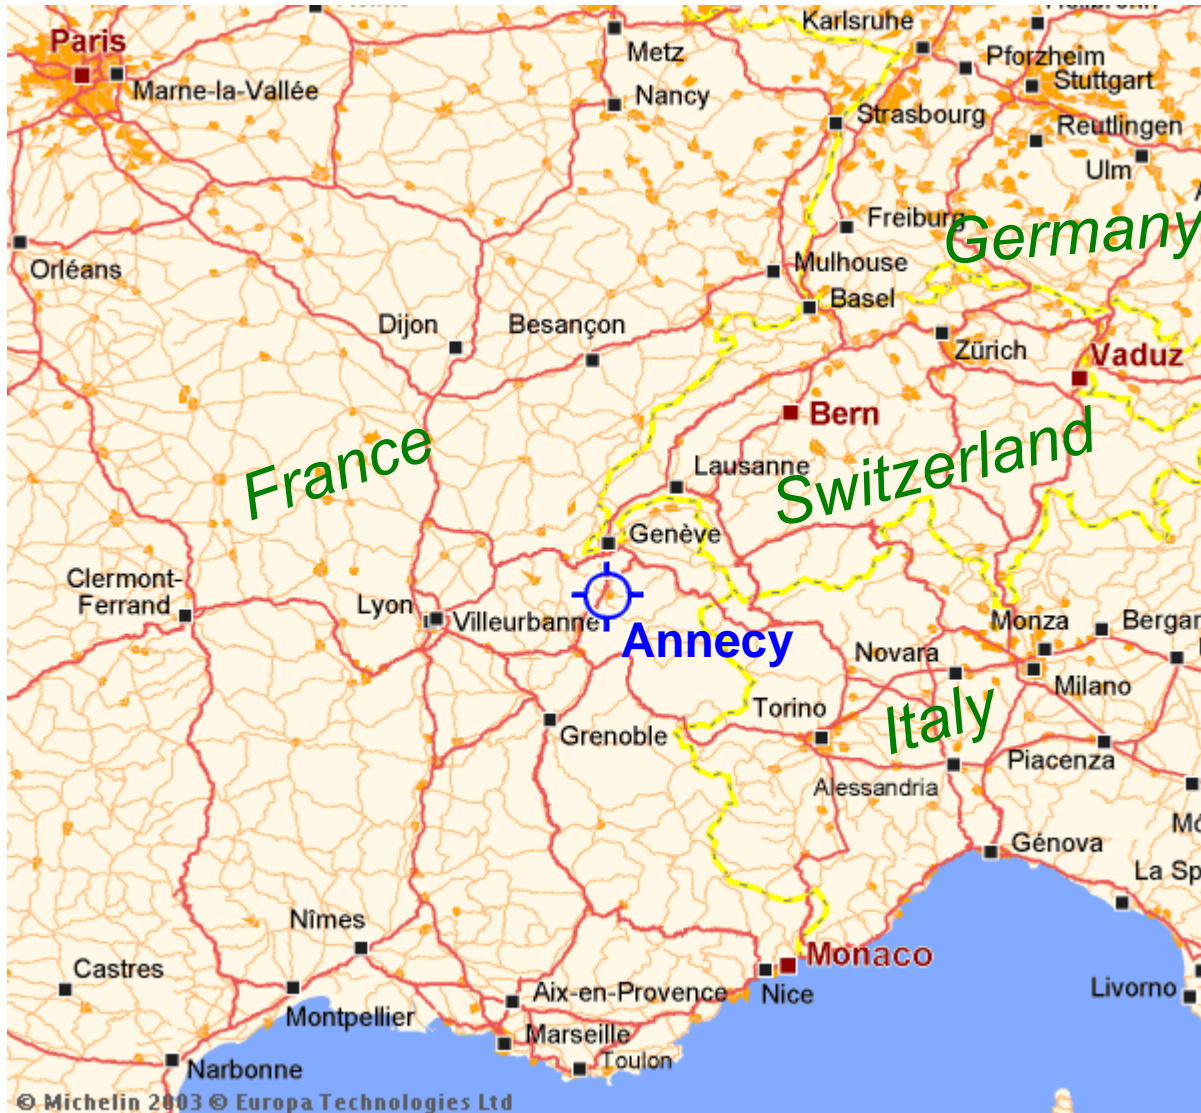 Karlsruhe
Paris
Metz
Pforzheim
Stuttgart
Marne-la-Vallée
Nancy
Strasbourg
Reutlingen
Ulm
Freiburg
Germany
Orléans
Mulhouse
Basel
Dijon
Besançon
Zürich
Vaduz
Bern
France
Lausanne
Switzerland
Genève
Clermont-
Ferrand
Lyon
Villeurbanne
Annecy
Monza
Bergar
Novara
Milano
Italy
Torino
Grenoble
Piacenza
Alessandria
Mó
Génova
La Sp
Nîmes
Monaco
Castres
Aix-en-Provence
Nice
Livorno
Montpellier
Marseille
Toulon
Narbonne
© Michelin 2003 © Europa Technologies Ltd